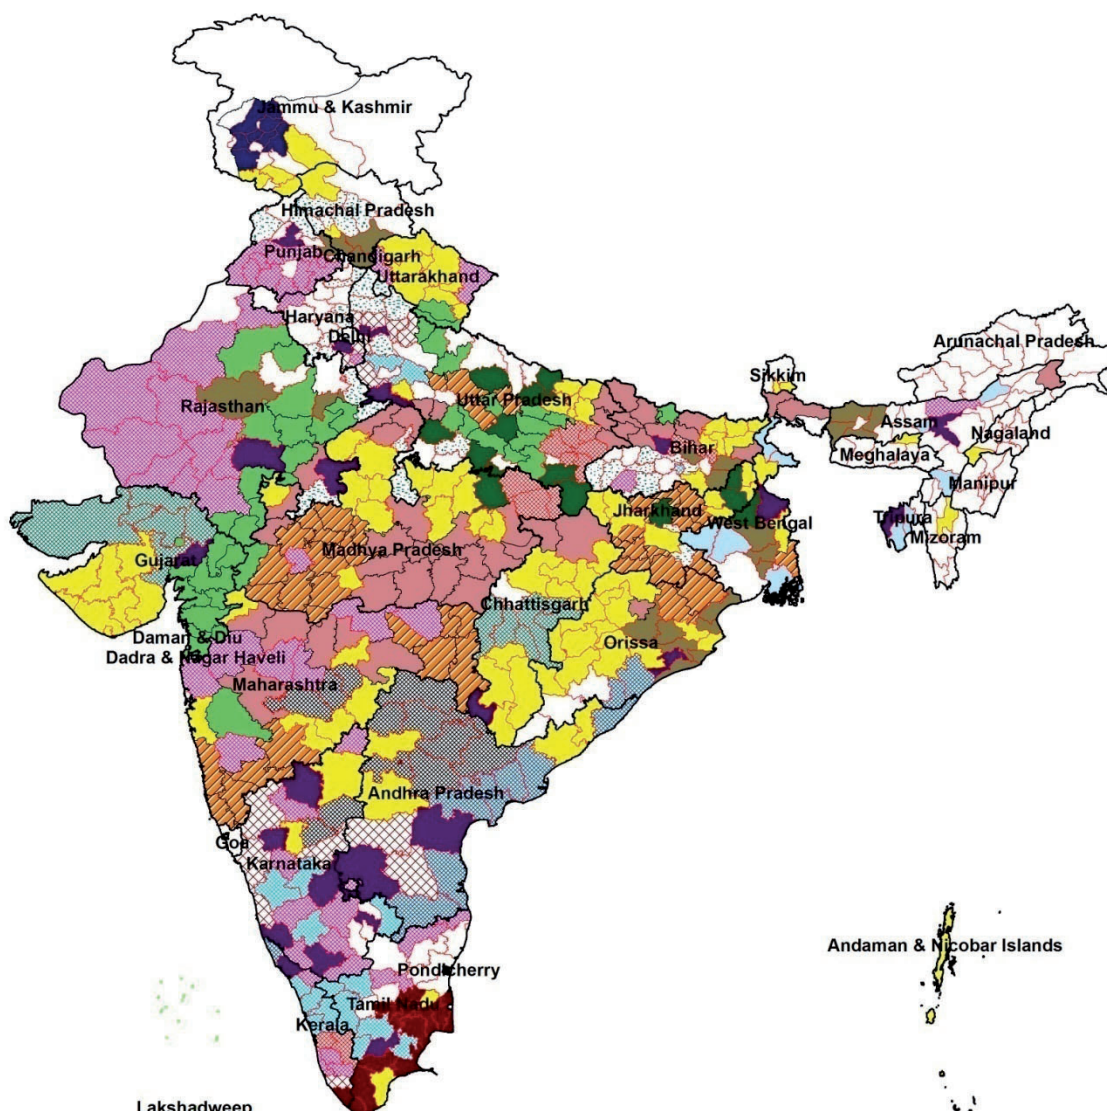 Jammu & Kashmir
Himachal Pradesh
Punjab
Chandigarh
Uttarakhand
Haryana
Delhi
Arunachal Pradesh
Sikkim
Rajasthan
Uttar Pradesh
Assam
Nagaland
Bihar
Meghalaya
Manipur
Jharkhand
West Bengal
Tripura
Mizoram
Madhya Pradesh
Gujarat
Chhattisgarh
Daman & Diu
Orissa
Dadra & Nagar Haveli
Maharashtra
Andhra Pradesh
Goa
Karnataka
Andaman & Nicobar Islands
Pondicherry
Tamil Nadu
Kerala
Lakshadweep